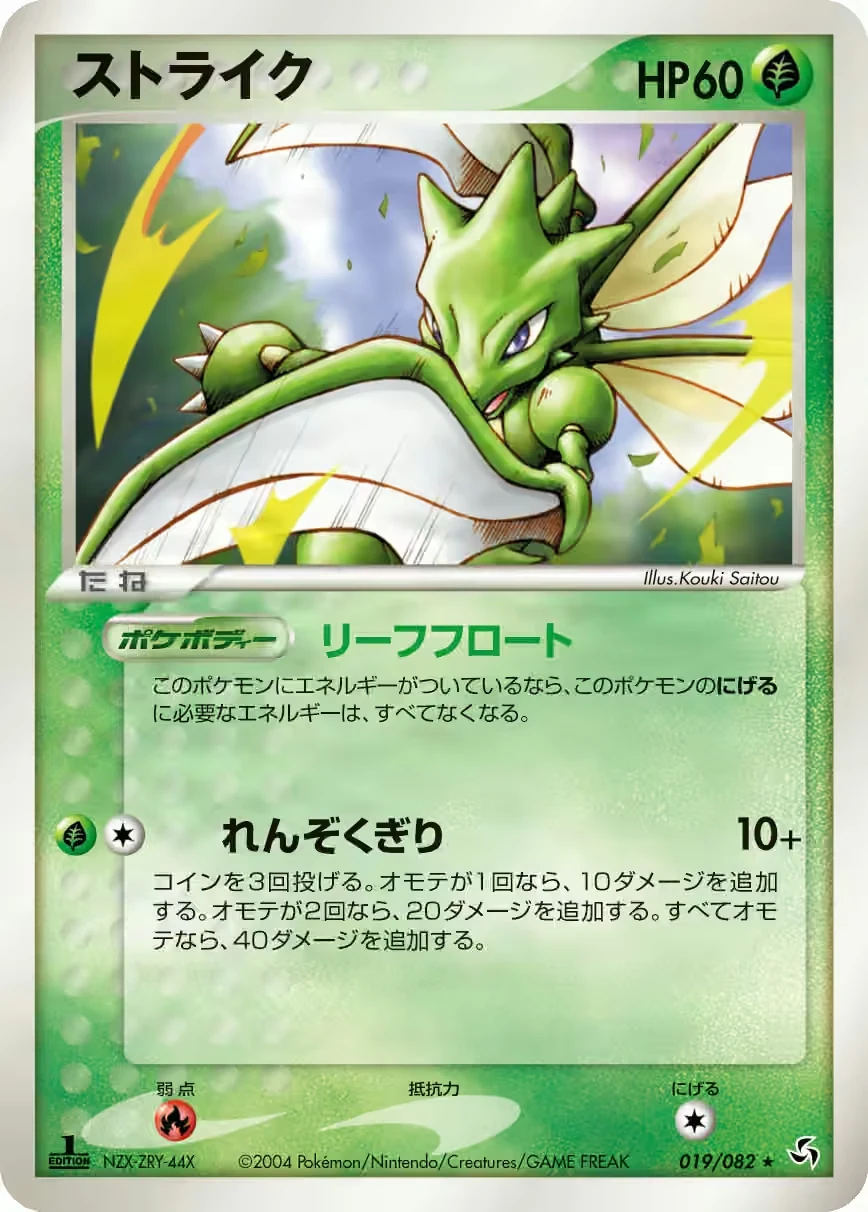 ストライク
HP60
たね
Illus.Kouki Saitou
ポケボディー リーフフロート
このポケモンにエネルギーがついているなら、このポケモンのにげる
に必要なエネルギーは、すべてなくなる。
れんぞくぎり 10+
コインを3回投げる。オモテが1回なら、10ダメージを追加
する。オモテが2回なら、20ダメージを追加する。すべてオモ
テなら、40ダメージを追加する。
弱点 抵抗力 にげる
1 EDITION NZX-ZRY-44X ©2004 Pokémon/Nintendo/Creatures/GAME FREAK 019/082 ★